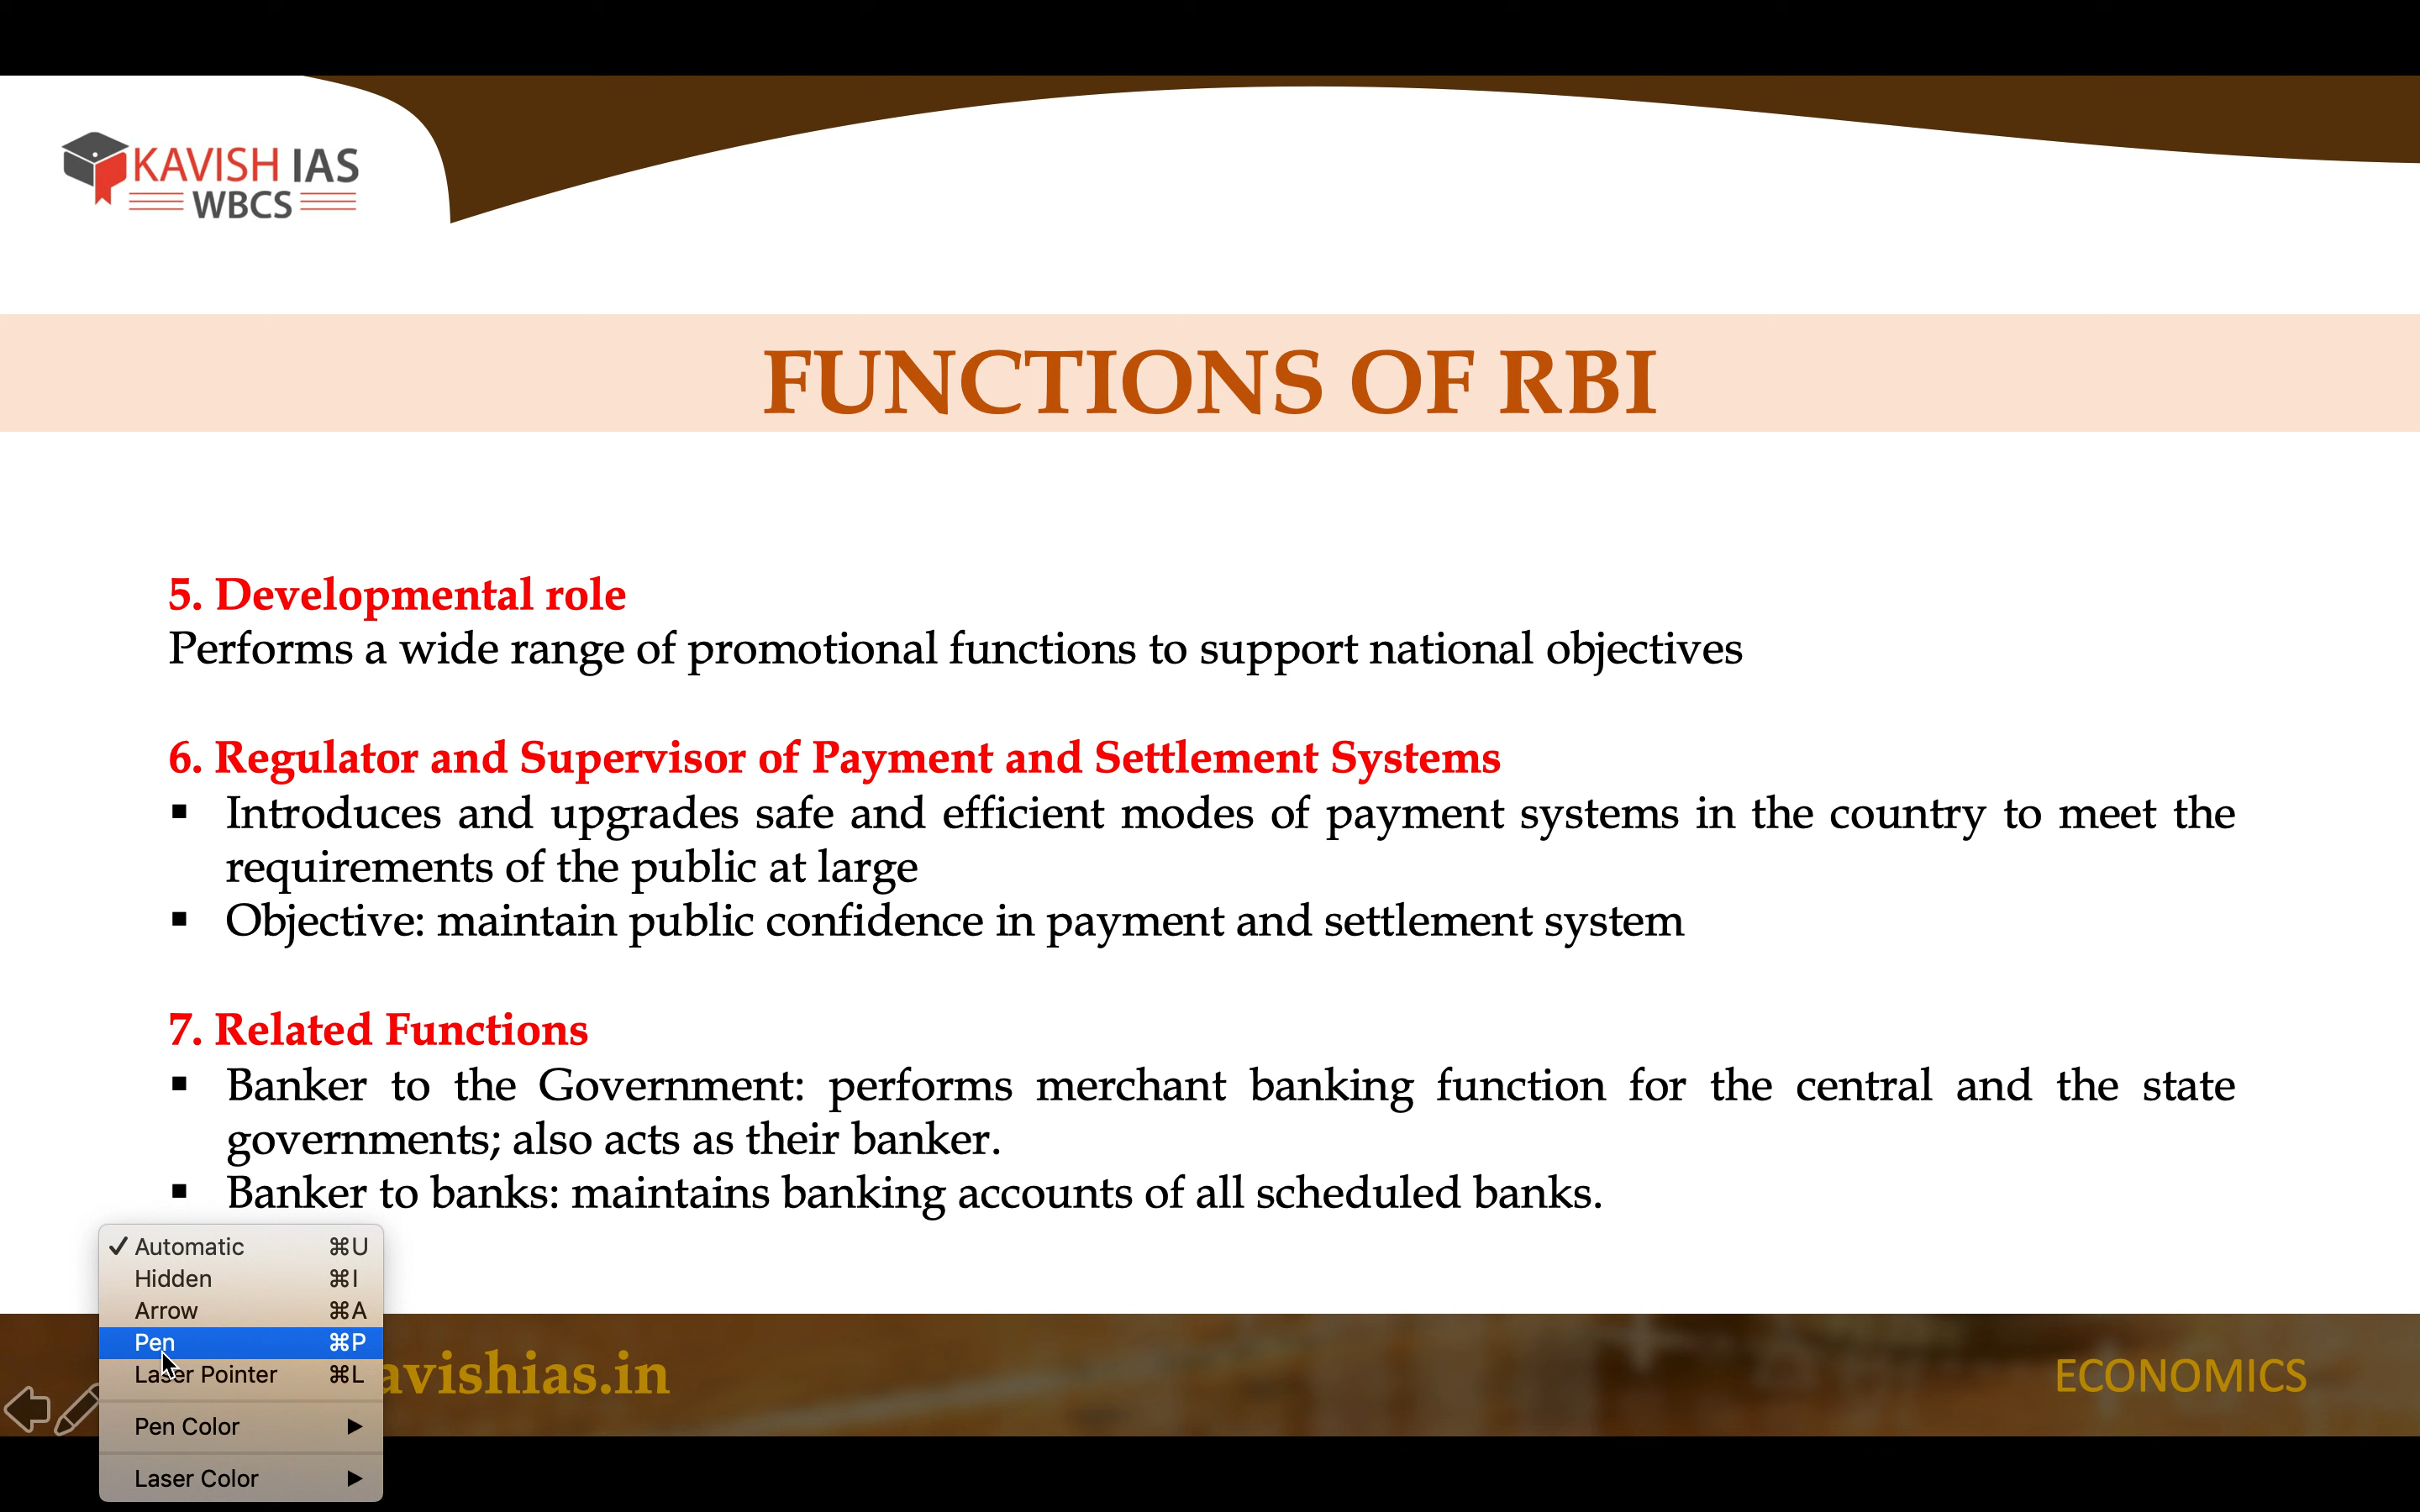 KAVISH IAS
WBCS
FUNCTIONS OF RBI
5. Developmental role
Performs a wide range of promotional functions to support national objectives
6. Regulator and Supervisor of Payment and Settlement Systems
▪ Introduces and upgrades safe and efficient modes of payment systems in the country to meet the
requirements of the public at large
▪ Objective: maintain public confidence in payment and settlement system
7. Related Functions
▪ Banker to the Government: performs merchant banking function for the central and the state
governments; also acts as their banker.
▪ Banker to banks: maintains banking accounts of all scheduled banks.
✓ Automatic ⌘U
Hidden ⌘I
Arrow ⌘A
Pen ⌘P
Laser Pointer ⌘L
Pen Color ▶
Laser Color ▶
avishias.in
ECONOMICS